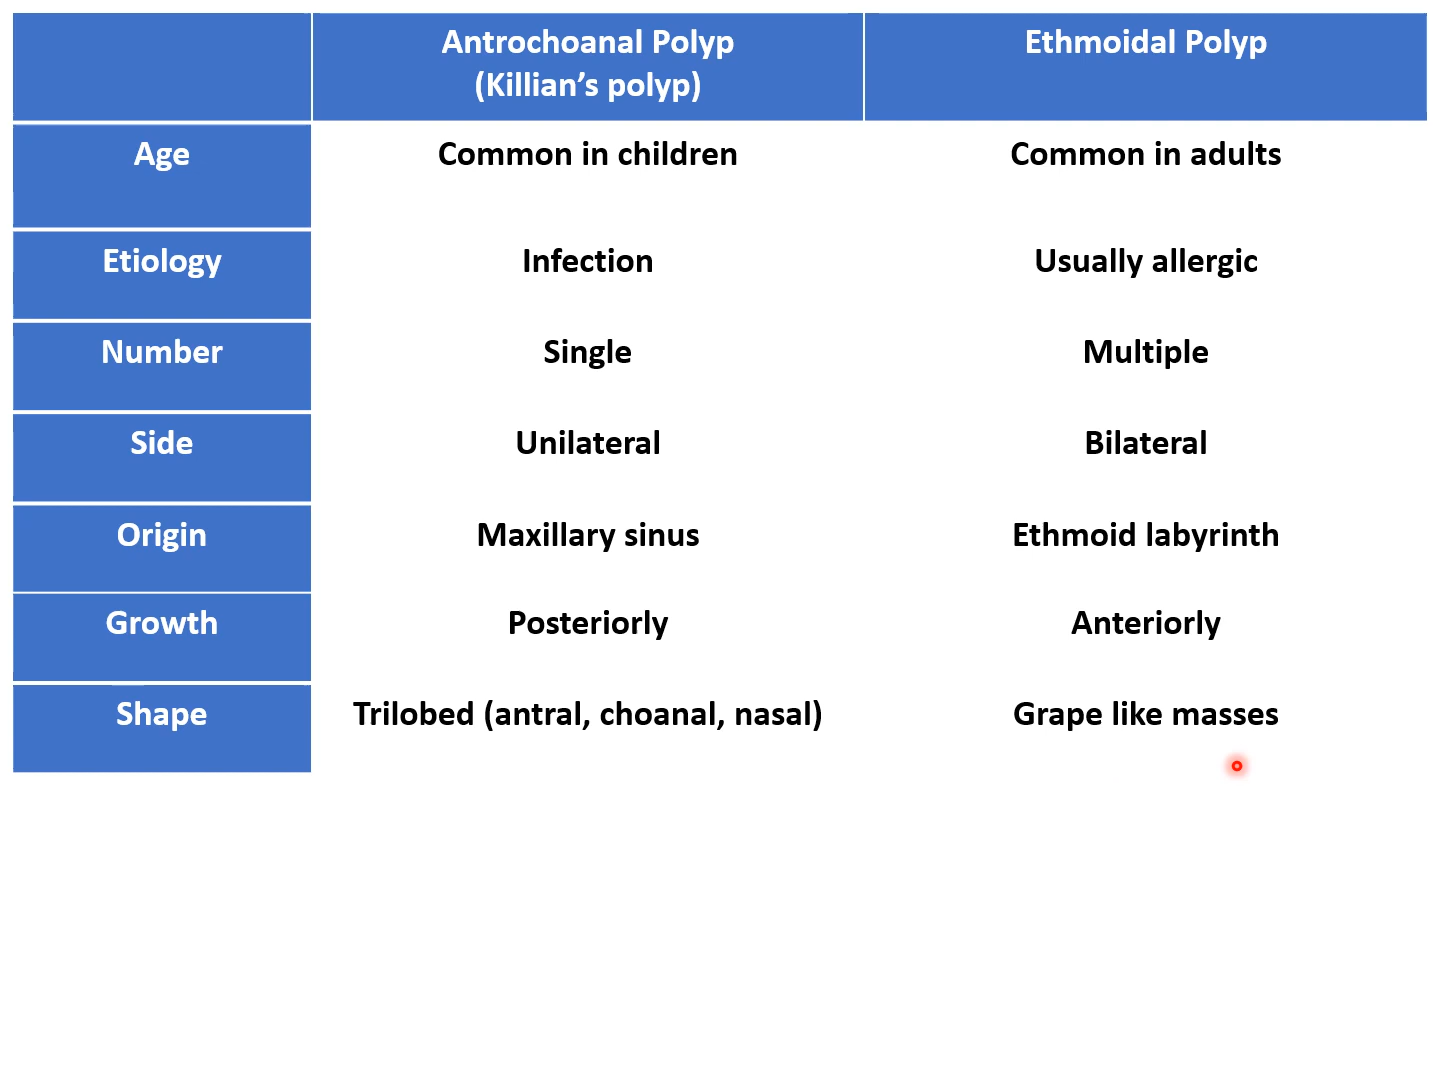 Antrochoanal Polyp
(Killian’s polyp)
Ethmoidal Polyp
Age
Common in children
Common in adults
Etiology
Infection
Usually allergic
Number
Single
Multiple
Side
Unilateral
Bilateral
Origin
Maxillary sinus
Ethmoid labyrinth
Growth
Posteriorly
Anteriorly
Shape
Trilobed (antral, choanal, nasal)
Grape like masses